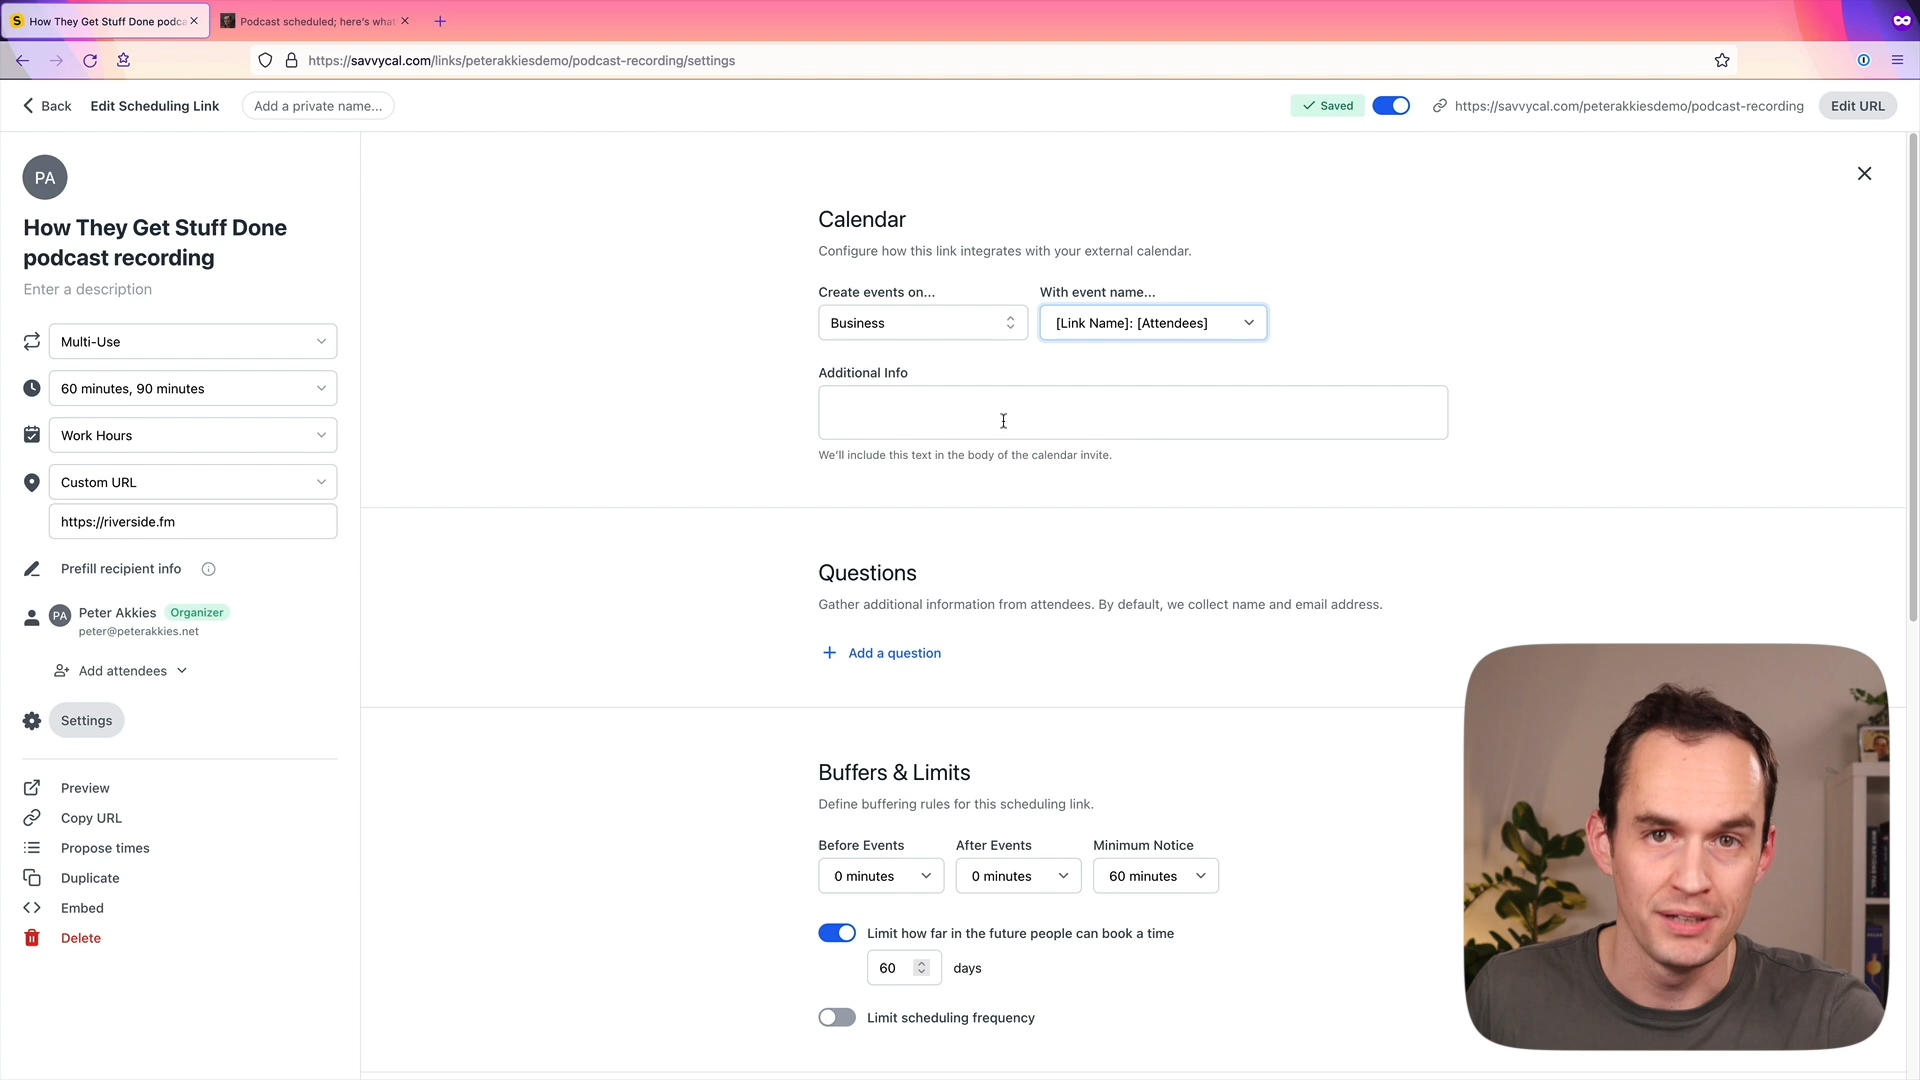 S How They Get Stuff Done podca
Podcast scheduled; here's what
https://savvycal.com/links/peterakkiesdemo/podcast-recording/settings
Back
Edit Scheduling Link
Add a private name...
Saved
https://savvycal.com/peterakkiesdemo/podcast-recording
Edit URL
PA
How They Get Stuff Done
podcast recording
Enter a description
Multi-Use
60 minutes, 90 minutes
Work Hours
Custom URL
https://riverside.fm
Prefill recipient info
PA
Peter Akkies
Organizer
peter@peterakkies.net
Add attendees
Settings
Preview
Copy URL
Propose times
Duplicate
Embed
Delete
Calendar
Configure how this link integrates with your external calendar.
Create events on...
With event name...
Business
[Link Name]: [Attendees]
Additional Info
We'll include this text in the body of the calendar invite.
Questions
Gather additional information from attendees. By default, we collect name and email address.
+ Add a question
Buffers & Limits
Define buffering rules for this scheduling link.
Before Events
After Events
Minimum Notice
0 minutes
0 minutes
60 minutes
Limit how far in the future people can book a time
60
days
Limit scheduling frequency